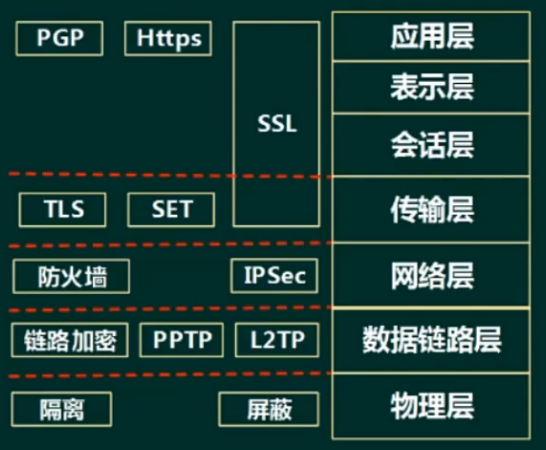 PGP Https SSL 应用层
表示层
会话层
TLS SET 传输层
防火墙 IPSec 网络层
链路加密 PPTP L2TP 数据链路层
隔离 屏蔽 物理层